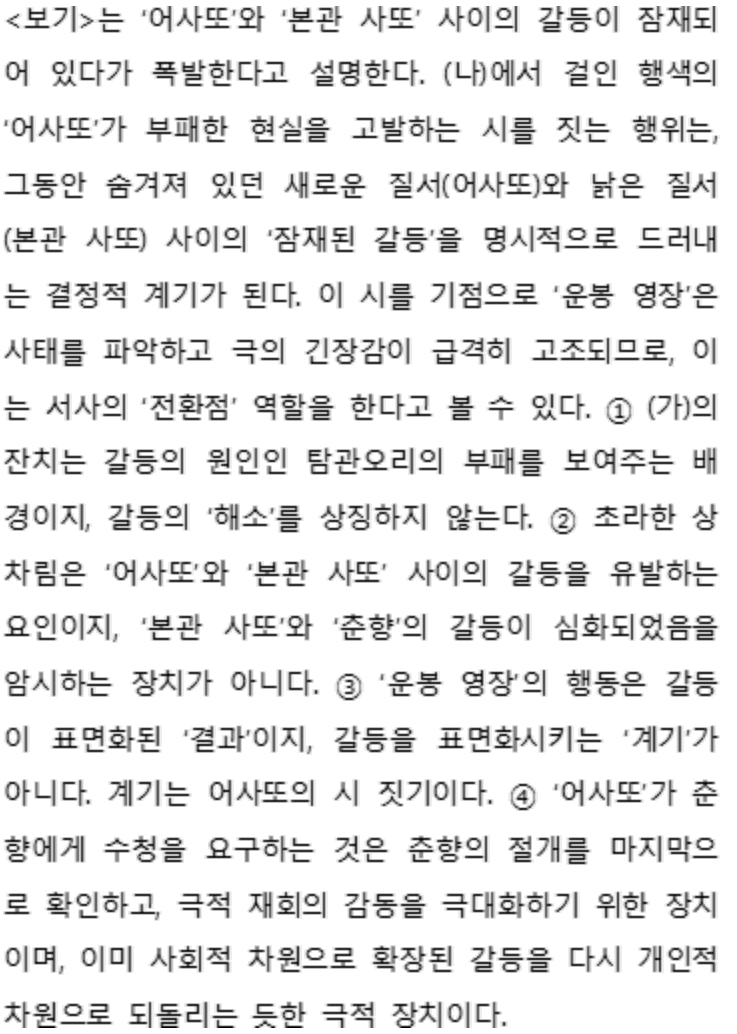 <보기>는 ‘어사또’와 ‘본관 사또’ 사이의 갈등이 잠재되
어 있다가 폭발한다고 설명한다. (나)에서 걸인 행색의
‘어사또’가 부패한 현실을 고발하는 시를 짓는 행위는,
그동안 숨겨져 있던 새로운 질서(어사또)와 낡은 질서
(본관 사또) 사이의 ‘잠재된 갈등’을 명시적으로 드러내
는 결정적 계기가 된다. 이 시를 기점으로 ‘운봉 영장’은
사태를 파악하고 극의 긴장감이 급격히 고조되므로, 이
는 서사의 ‘전환점’ 역할을 한다고 볼 수 있다. ① (가)의
잔치는 갈등의 원인인 탐관오리의 부패를 보여주는 배
경이지, 갈등의 ‘해소’를 상징하지 않는다. ② 초라한 상
차림은 ‘어사또’와 ‘본관 사또’ 사이의 갈등을 유발하는
요인이지, ‘본관 사또’와 ‘춘향’의 갈등이 심화되었음을
암시하는 장치가 아니다. ③ ‘운봉 영장’의 행동은 갈등
이 표면화된 ‘결과’이지, 갈등을 표면화시키는 ‘계기’가
아니다. 계기는 어사또의 시 짓기이다. ④ ‘어사또’가 춘
향에게 수청을 요구하는 것은 춘향의 절개를 마지막으
로 확인하고, 극적 재회의 감동을 극대화하기 위한 장치
이며, 이미 사회적 차원으로 확장된 갈등을 다시 개인적
차원으로 되돌리는 듯한 극적 장치이다.